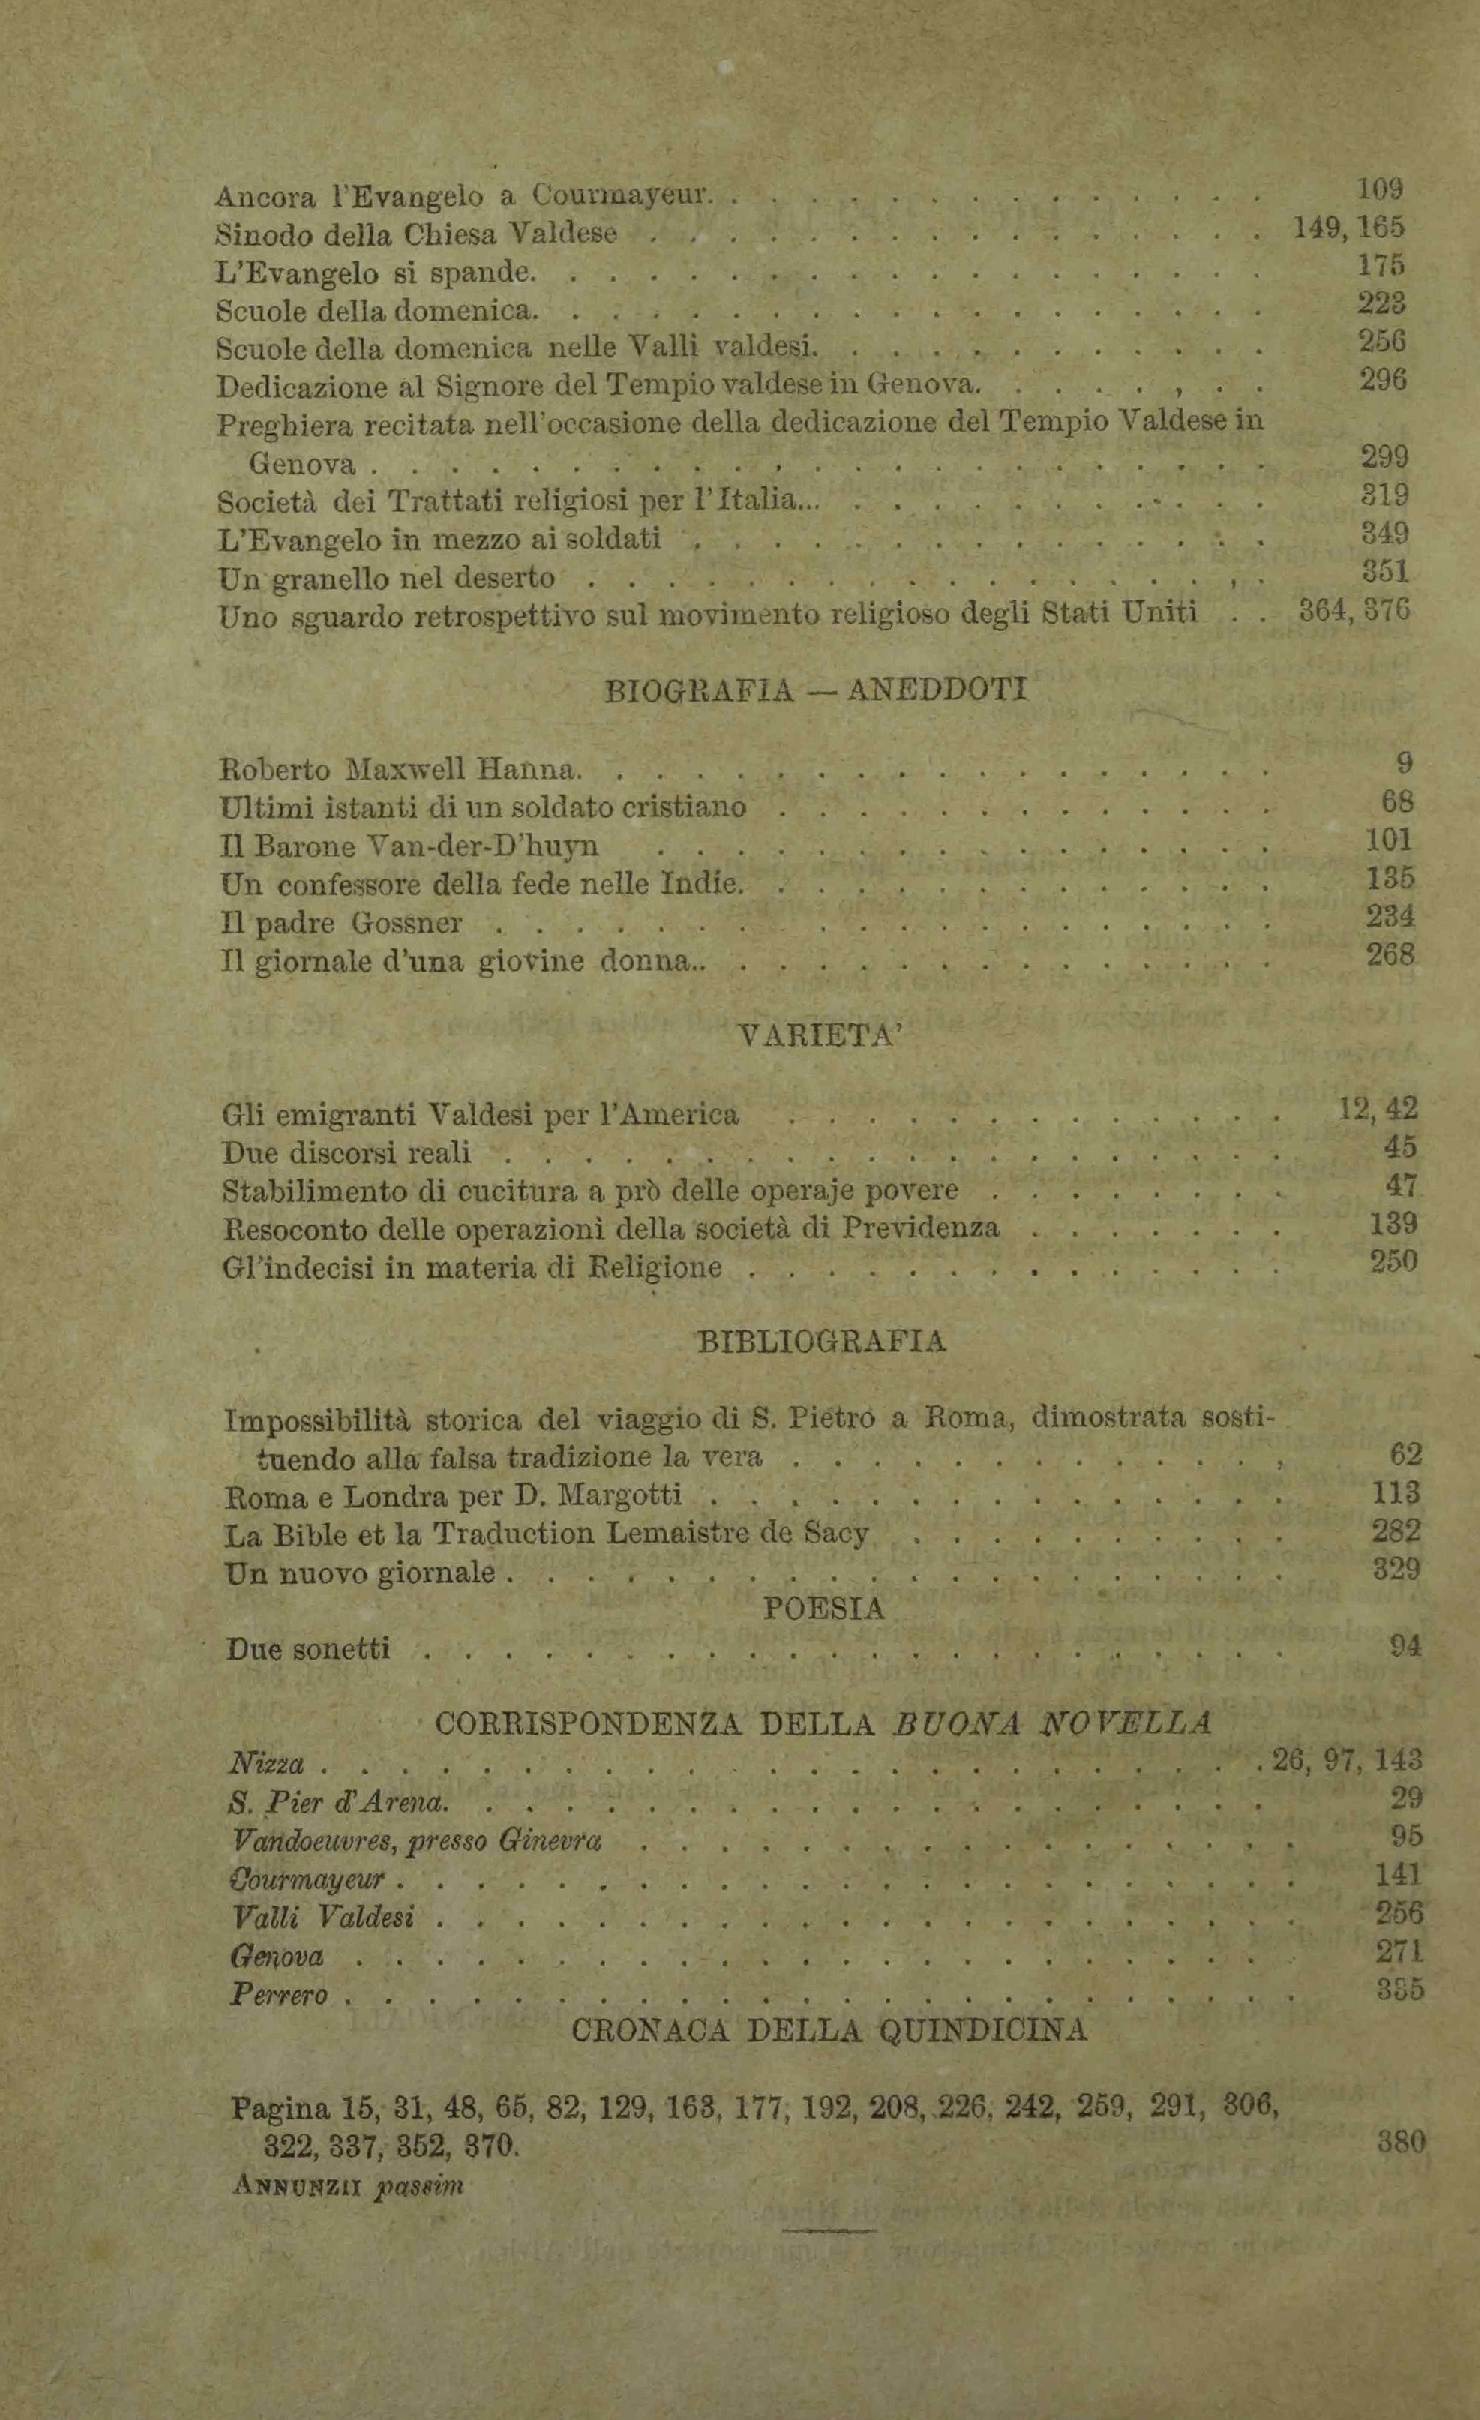 Ancora l'Evangelo a Courmayeur. . . . . . . . . . . . . . . 109
Sinodo della Chiesa Valdese . . . . . . . . . . . . . . . . 149, 165
L'Evangelo si spande. . . . . . . . . . . . . . . . . . . . 175
Scuole della domenica. . . . . . . . . . . . . . . . . . . . 223
Scuole della domenica nelle Valli valdesi. . . . . . . . . . . . 256
Dedicazione al Signore del Tempio valdese in Genova. . . . . . , . . 296
Preghiera recitata nell'occasione della dedicazione del Tempio Valdese in
Genova . . . . . . . . . . . . . . . . . . . . . . . 299
Società dei Trattati religiosi per l'Italia... . . . . . . . . . . . 319
L'Evangelo in mezzo ai soldati . . . . . . . . . . . . . . . 349
Un granello nel deserto . . . . . . . . . . . . . . . . , . 351
Uno sguardo retrospettivo sul movimento religioso degli Stati Uniti . . 364, 376
BIOGRAFIA — ANEDDOTI
Roberto Maxwell Hanna. . . . . . . . . . . . . . . . . . 9
Ultimi istanti di un soldato cristiano . . . . . . . . . . . . . 68
Il Barone Van-der-D'huyn . . . . . . . . . . . . . . . . 101
Un confessore della fede nelle Indie. . . . . . . . . . . . . . 135
Il padre Gossner . . . . . . . . . . . . . . . . . . . 234
Il giornale d'una giovine donna.. . . . . . . . . . . . . . . 268
VARIETA'
Gli emigranti Valdesi per l'America . . . . . . . . . . . . . 12, 42
Due discorsi reali . . . . . . . . . . . . . . . . . . . . 45
Stabilimento di cucitura a prò delle operaje povere . . . . . . . . 47
Resoconto delle operazioni della società di Previdenza . . . . . . . 139
Gl'indecisi in materia di Religione . . . . . . . . . . . . . . 250
BIBLIOGRAFIA
Impossibilità storica del viaggio di S. Pietro a Roma, dimostrata sosti-
tuendo alla falsa tradizione la vera . . . . . . . . . . . . , 62
Roma e Londra per D. Margotti . . . . . . . . . . . . . . . 113
La Bible et la Traduction Lemaistre de Sacy . . . . . . . . . . 282
Un nuovo giornale . . . . . . . . . . . . . . . . . . . . 329
POESIA
Due sonetti . . . . . . . . . . . . . . . . . . . . . . 94
CORRISPONDENZA DELLA BUONA NOVELLA
Nizza . . . . . . . . . . . . . . . . . . . . . . . . 26, 97, 143
S. Pier d'Arena. . . . . . . . . . . . . . . . . . . . . 29
Vandoeuvres, presso Ginevra . . . . . . . . . . . . . . . . . 95
Courmayeur . . . . . . . . . . . . . . . . . . . . . . . 141
Valli Valdesi . . . . . . . . . . . . . . . . . . . . . . 256
Genova . . . . . . . . . . . . . . . . . . . . . . . 271
Perrero . . . . . . . . . . . . . . . . . . . . . . . . 335
CRONACA DELLA QUINDICINA
Pagina 15, 31, 48, 65, 82, 129, 163, 177, 192, 208, 226, 242, 259, 291, 306,
322, 337, 352, 370. 380
ANNUNZII passim